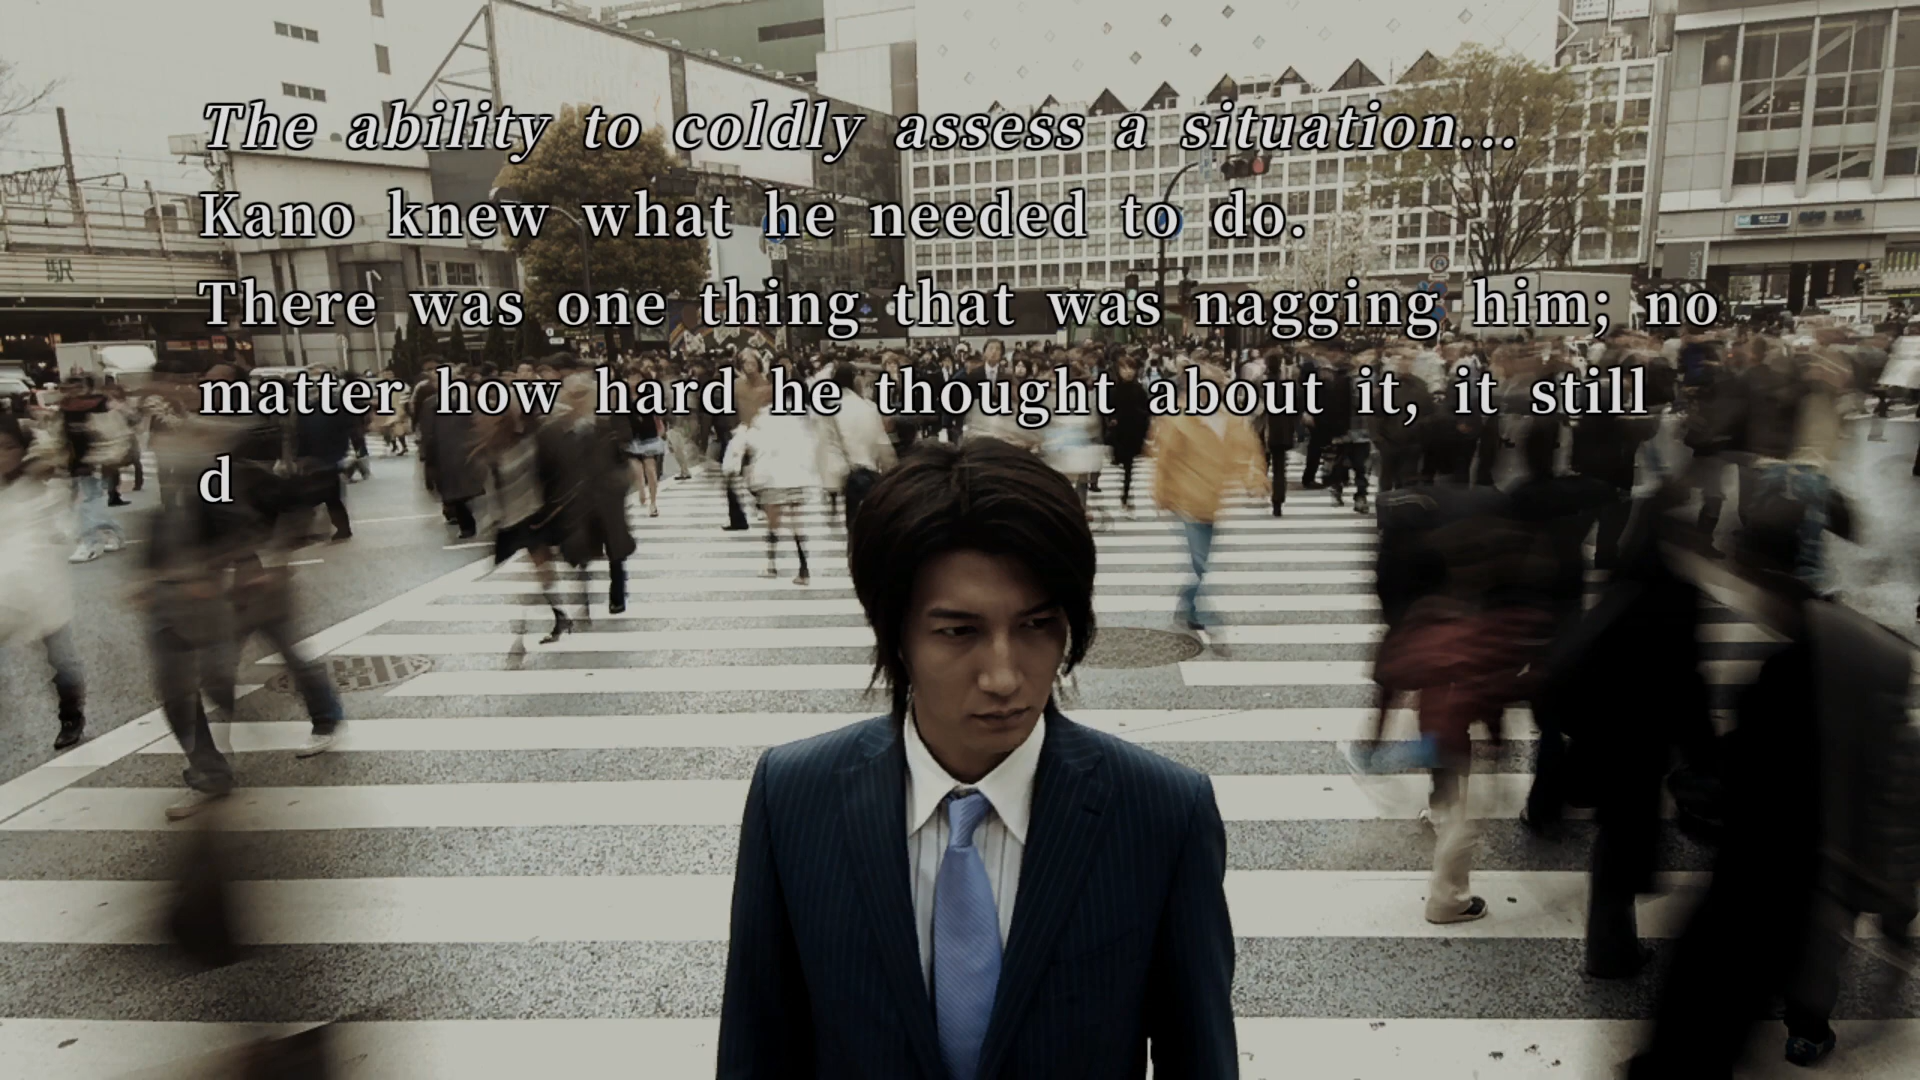 The ability to coldly assess a situation...
Kano knew what he needed to do.
There was one thing that was nagging him; no
matter how hard he thought about it, it still
d
駅